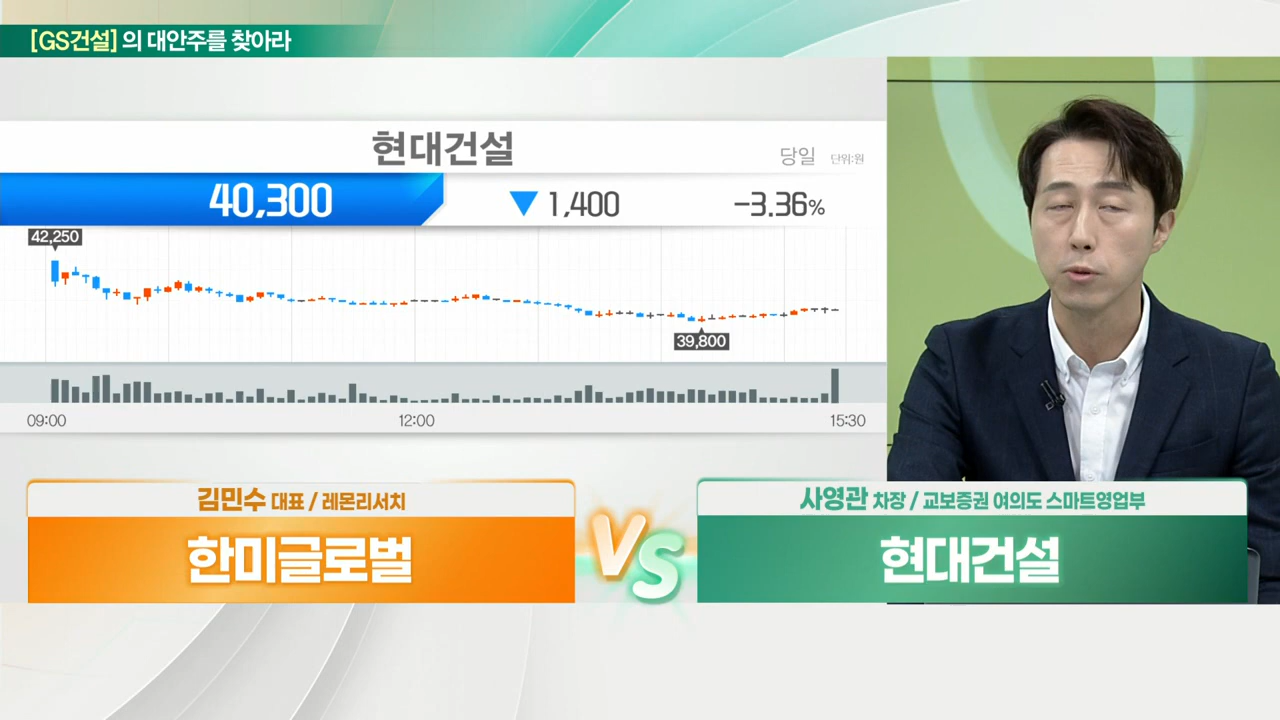 [GS건설] 의 대안주를 찾아라
현대건설
당일 단위:원
40,300 ▼ 1,400 -3.36%
42,250
39,800
09:00 12:00 15:30
김민수 대표 / 레몬리서치
한미글로벌
VS
사영관 차장 / 교보증권 여의도 스마트영업부
현대건설